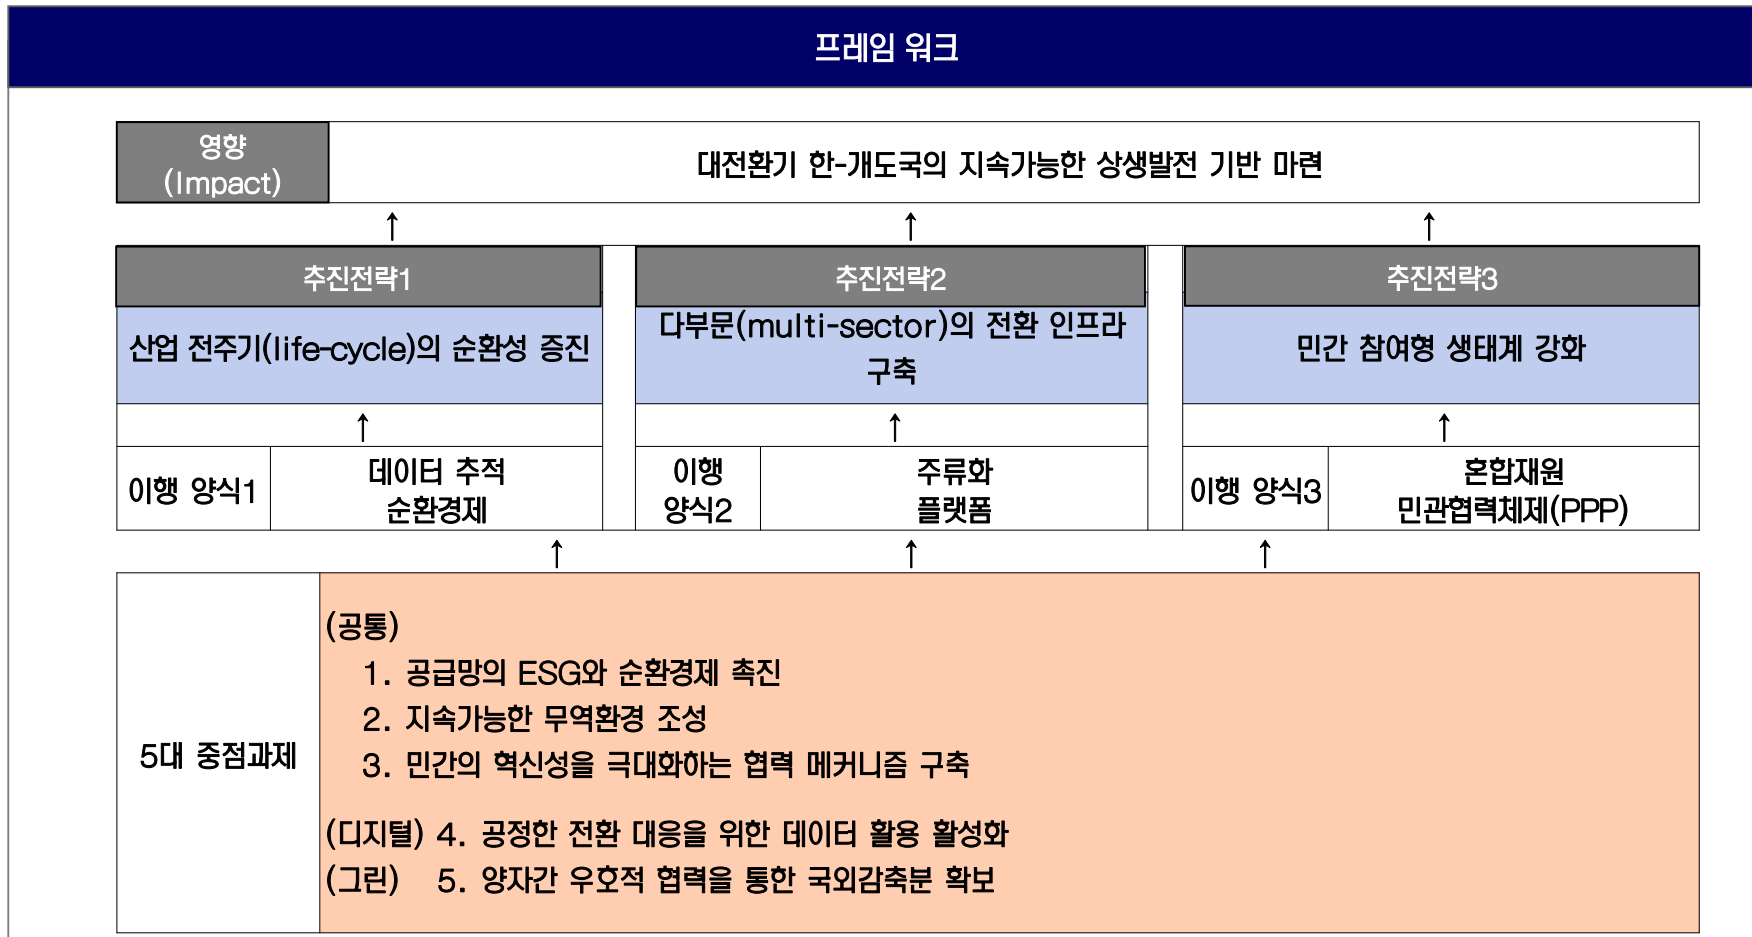 프레임 워크
영향
(Impact)
대전환기 한-개도국의 지속가능한 상생발전 기반 마련
↑ ↑ ↑
추진전략1
산업 전주기(life-cycle)의 순환성 증진
↑
이행 양식1
데이터 추적
순환경제
추진전략2
다부문(multi-sector)의 전환 인프라
구축
↑
이행
양식2
주류화
플랫폼
추진전략3
민간 참여형 생태계 강화
↑
이행 양식3
혼합재원
민관협력체제(PPP)
↑ ↑ ↑
5대 중점과제
(공통)
1. 공급망의 ESG와 순환경제 촉진
2. 지속가능한 무역환경 조성
3. 민간의 혁신성을 극대화하는 협력 메커니즘 구축
(디지털) 4. 공정한 전환 대응을 위한 데이터 활용 활성화
(그린) 5. 양자간 우호적 협력을 통한 국외감축분 확보